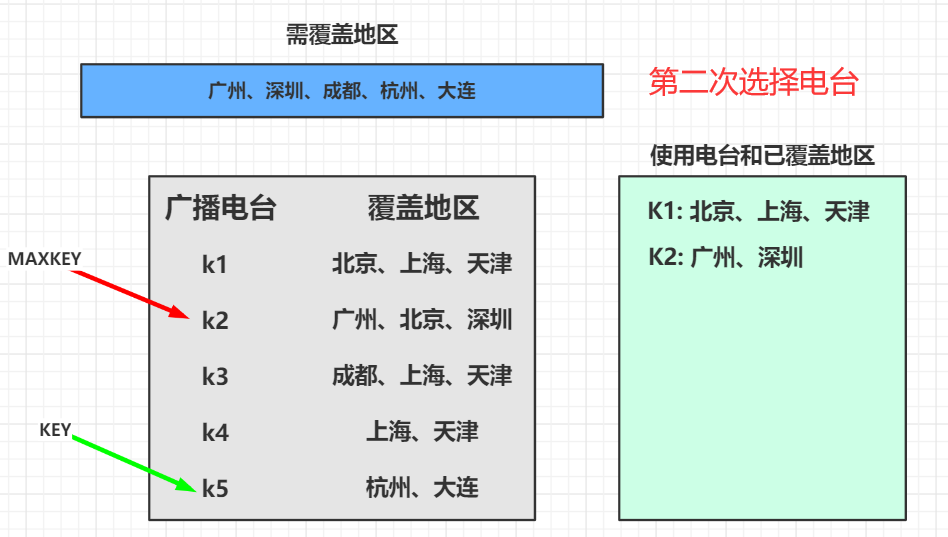 需覆盖地区
广州、深圳、成都、杭州、大连
第二次选择电台
使用电台和已覆盖地区
K1: 北京、上海、天津
K2: 广州、深圳
广播电台 覆盖地区
k1 北京、上海、天津
MAXKEY
k2 广州、北京、深圳
k3 成都、上海、天津
KEY
k4 上海、天津
k5 杭州、大连